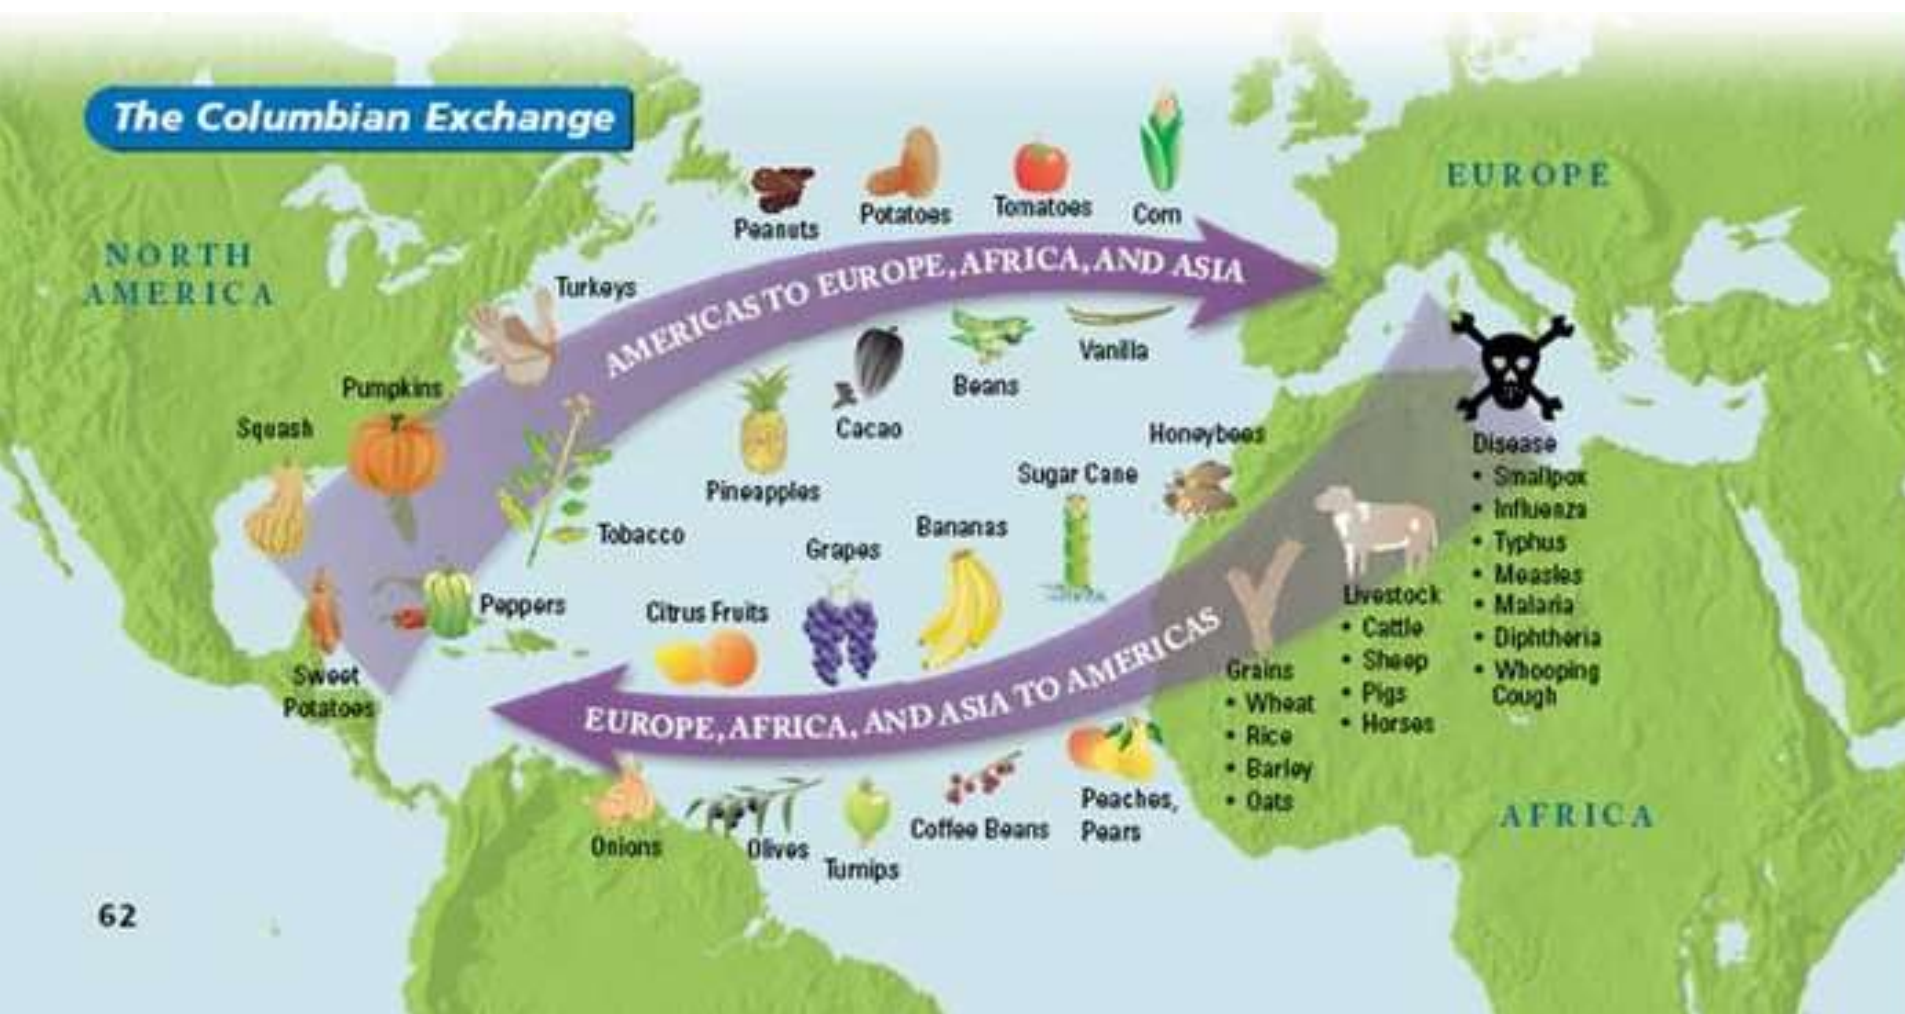 The Columbian Exchange
NORTH
AMERICA
EUROPE
AFRICA
Peanuts
Potatoes
Tomatoes
Corn
AMERICAS TO EUROPE, AFRICA, AND ASIA
Turkeys
Pumpkins
Squash
Vanilla
Beans
Cacao
Pineapples
Tobacco
Peppers
Sweet
Potatoes
Honeybees
Sugar Cane
Bananas
Grapes
Citrus Fruits
EUROPE, AFRICA, AND ASIA TO AMERICAS
Onions
Olives
Turnips
Coffee Beans
Peaches,
Pears
Grains
• Wheat
• Rice
• Barley
• Oats
Livestock
• Cattle
• Sheep
• Pigs
• Horses
Disease
• Smallpox
• Influenza
• Typhus
• Measles
• Malaria
• Diphtheria
• Whooping
Cough
62